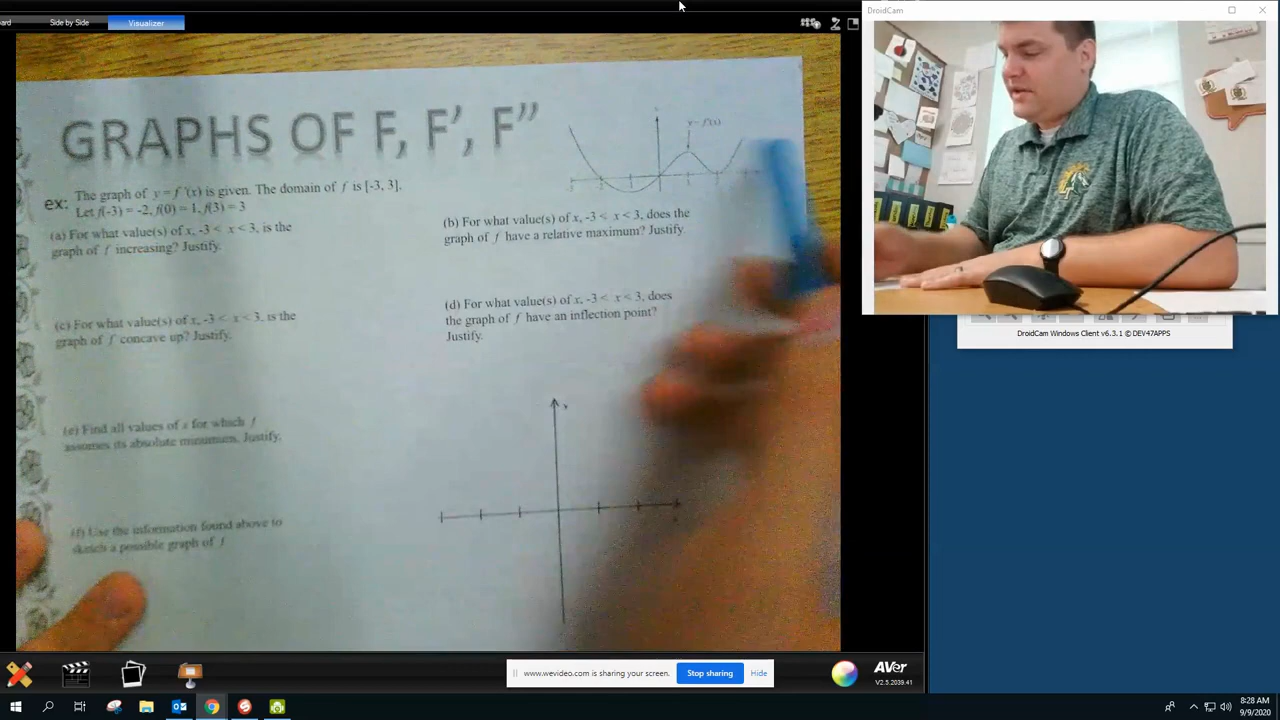 Side by Side
Visualizer
DroidCam
GRAPHS OF F, F', F"
y = f'(x)
ex: The graph of y = f '(x) is given. The domain of f is [-3, 3].
Let f(-3) = -2, f(0) = 1, f(3) = 3
(a) For what value(s) of x, -3 < x < 3, is the
graph of f increasing? Justify.
(b) For what value(s) of x, -3 < x < 3, does the
graph of f have a relative maximum? Justify.
(c) For what value(s) of x, -3 < x < 3, is the
graph of f concave up? Justify.
(d) For what value(s) of x, -3 < x < 3, does
the graph of f have an inflection point?
Justify.
(e) Find all values of x for which f
assumes its absolute minimum. Justify.
(f) Use the information found above to
sketch a possible graph of f
DroidCam Windows Client v6.3.1 © DEV47APPS
www.wevideo.com is sharing your screen.
Stop sharing
Hide
AVer
V2.5.2039.41
8:28 AM
9/9/2020